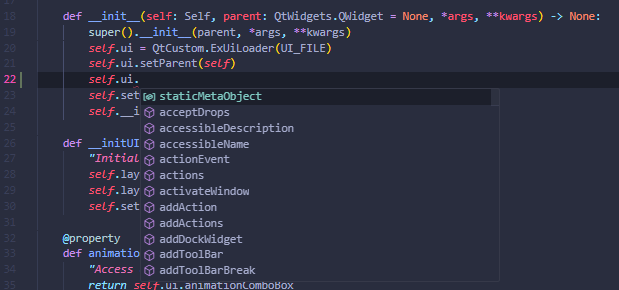 18 def __init__(self: Self, parent: QtWidgets.QWidget = None, *args, **kwargs) -> None:
19 super().__init__(parent, *args, **kwargs)
20 self.ui = QtCustom.ExUiLoader(UI_FILE)
21 self.ui.setParent(self)
22 self.ui.
23 self.set
24 self.__i
25
26 def __initUI
27 "Initial
28 self.lay
29 self.lay
30 self.set
31
32 @property
33 def animatio
34 "Access
35 return self.ui.animationComboBox
staticMetaObject
acceptDrops
accessibleDescription
accessibleName
actionEvent
actions
activateWindow
addAction
addActions
addDockWidget
addToolBar
addToolBarBreak